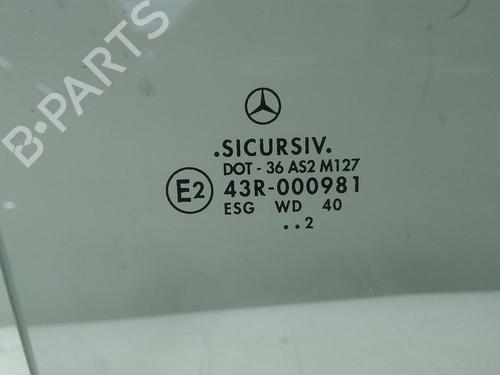 B-PARTS
.SICURSIV.
DOT - 36 AS2 M127
E2 43R-000981
ESG WD 40
..2